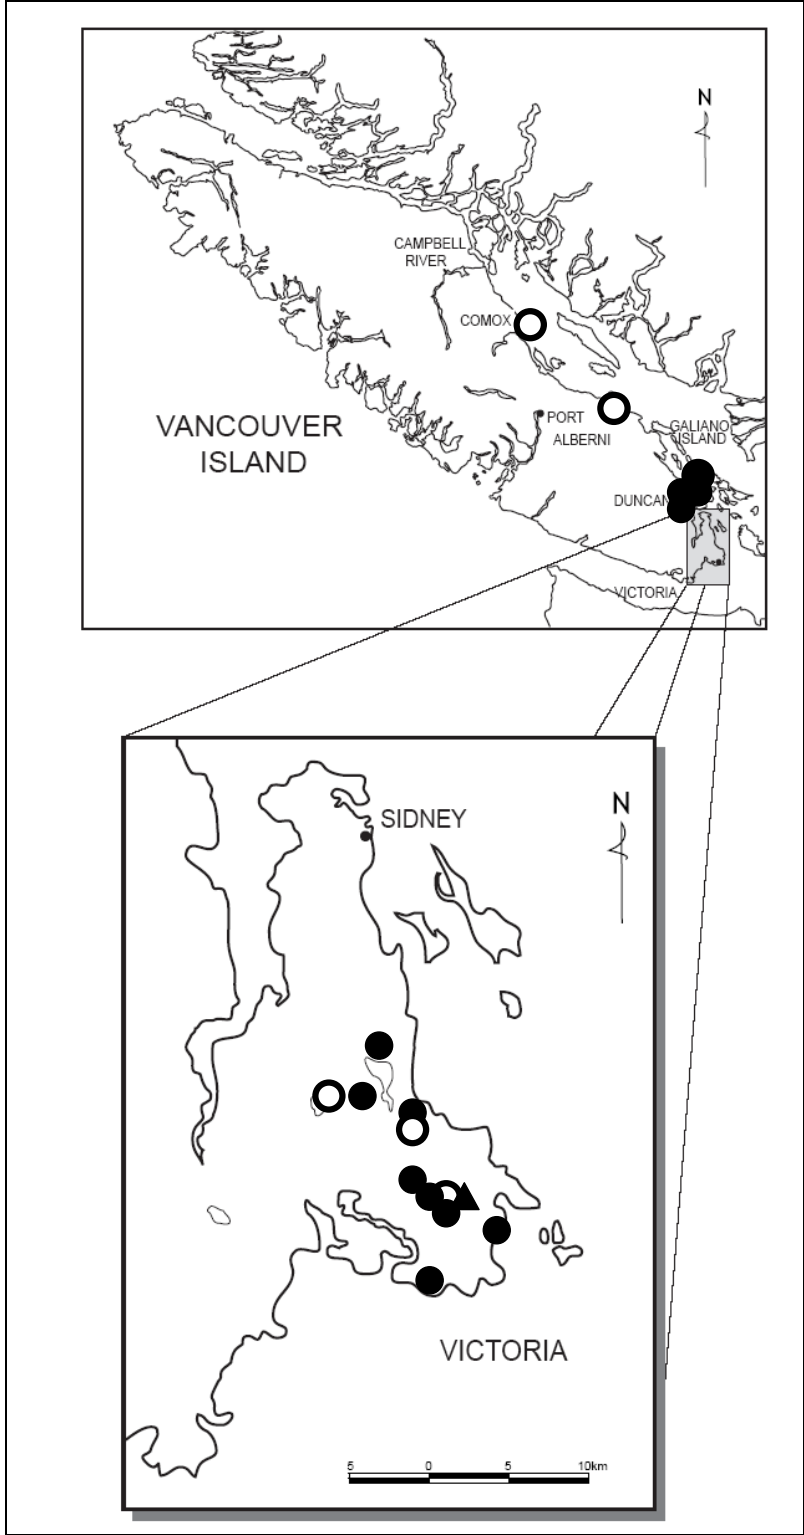 N
CAMPBELL
RIVER
COMOX
VANCOUVER
ISLAND
PORT
ALBERNI
GALIANO
ISLAND
DUNCAN
VICTORIA
SIDNEY
N
VICTORIA
5 0 5 10km